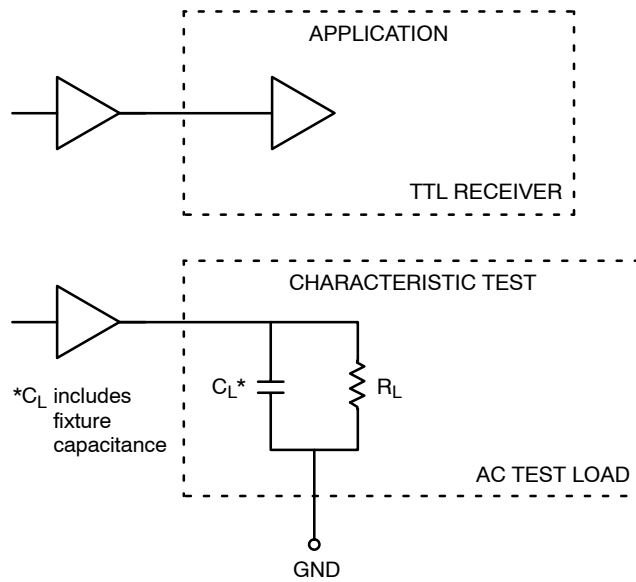 APPLICATION
TTL RECEIVER
CHARACTERISTIC TEST
*CL includes
fixture
capacitance
CL*
RL
AC TEST LOAD
GND